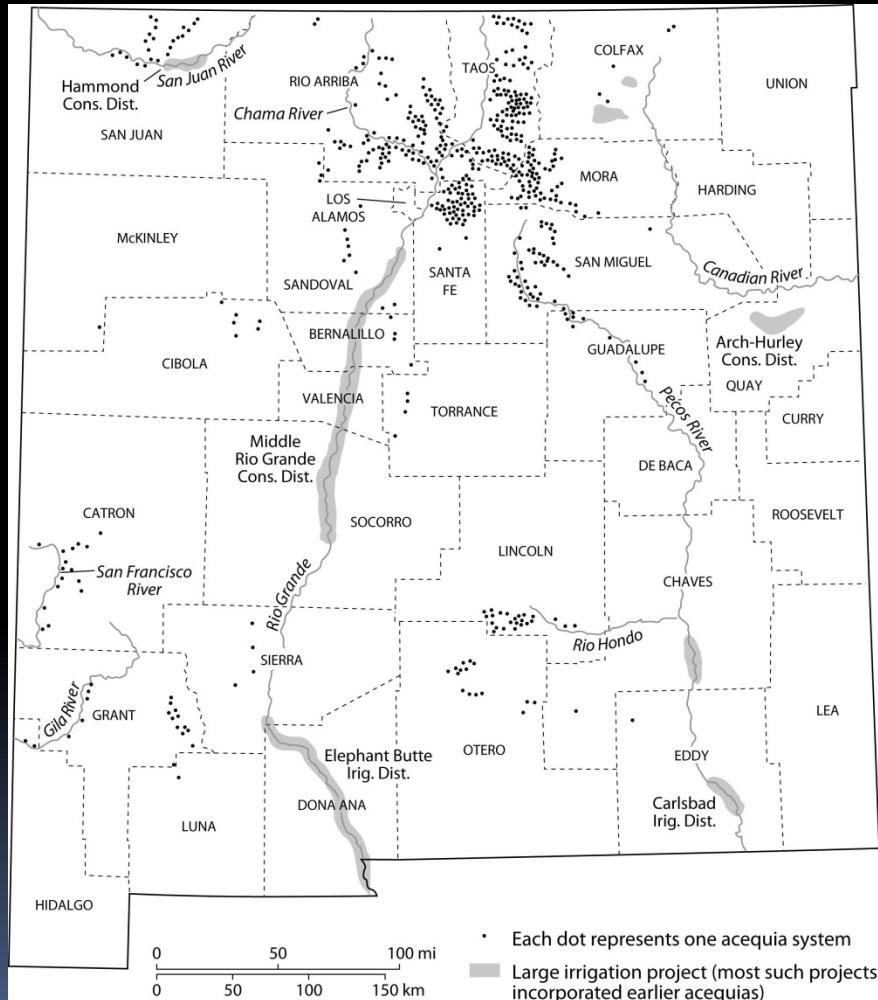 COLFAX
TAOS
RIO ARRIBA
UNION
San Juan River
Hammond
Cons. Dist.
Chama River
SAN JUAN
MORA
HARDING
LOS
ALAMOS
McKINLEY
SANDOVAL
SANTA
FE
SAN MIGUEL
Canadian River
BERNALILLO
GUADALUPE
Arch-Hurley
Cons. Dist.
CIBOLA
QUAY
VALENCIA
TORRANCE
Pecos River
CURRY
Middle
Rio Grande
Cons. Dist.
DE BACA
CATRON
SOCORRO
ROOSEVELT
LINCOLN
San Francisco
River
Rio Grande
CHAVES
Rio Hondo
SIERRA
Gila River
GRANT
LEA
OTERO
EDDY
Elephant Butte
Irig. Dist.
DONA ANA
Carlsbad
Irig. Dist.
LUNA
HIDALGO
0 50 100 mi
0 50 100 150 km
Each dot represents one acequia system
Large irrigation project (most such projects
incorporated earlier acequias)